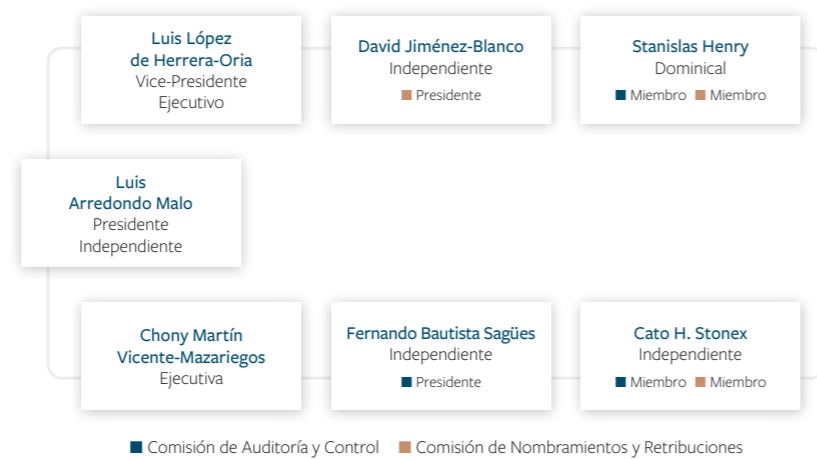 Luis López
de Herrera-Oria
Vice-Presidente
Ejecutivo
David Jiménez-Blanco
Independiente
Presidente
Stanislas Henry
Dominical
Miembro Miembro
Luis
Arredondo Malo
Presidente
Independiente
Chony Martín
Vicente-Mazariegos
Ejecutiva
Fernando Bautista Sagües
Independiente
Presidente
Cato H. Stonex
Independiente
Miembro Miembro
Comisión de Auditoría y Control Comisión de Nombramientos y Retribuciones